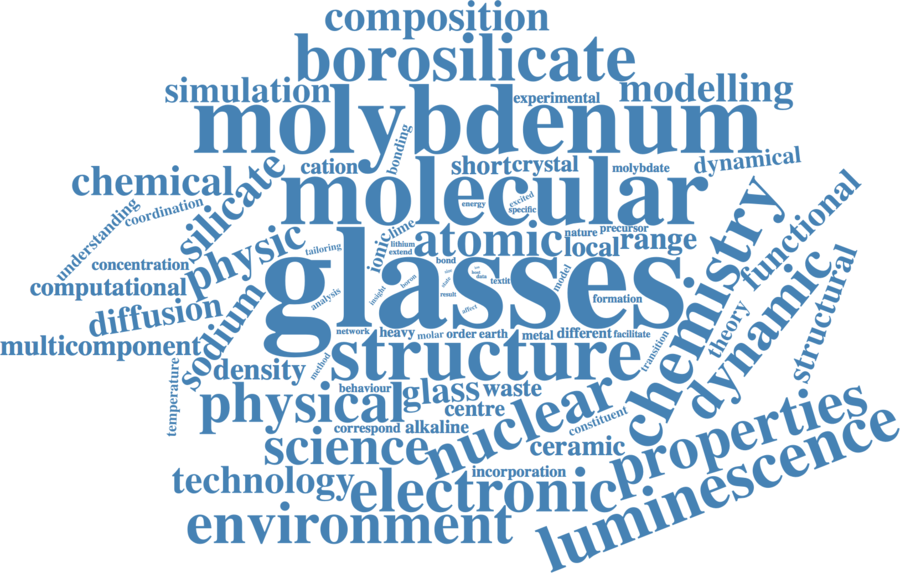 composition
borosilicate
simulation
experimental
modelling
molybdenum
bonding
cation
short
crystal
molybdate
dynamical
chemical
silicate
molecular
energy
excited
specific
understanding
coordination
physic
tailoring
ionic
lime
lithium
extend
atomic
nature
precursor
local
range
chemistry
functional
concentration
computational
diffusion
multicomponent
sodium
analysis
insight
boron
bond
glasses
result
host
data
textit
affect
model
formation
dynamic
theory
structural
network
heavy
molar
order
earth
metal
different
facilitate
transition
structure
method
density
temperature
behaviour
physical
glass
waste
centre
correspond
alkaline
nuclear
constituent
ceramic
science
incorporation
technology
electronic
properties
environment
luminescence